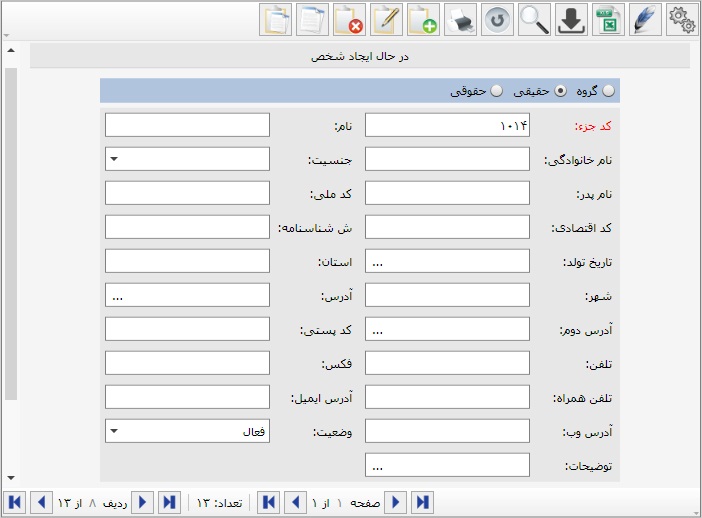 در حال ایجاد شخص
گروه حقیقی حقوقی
کد جزء: ۱۰۱۴ نام:
نام خانوادگی: جنسیت:
نام پدر: کد ملی:
کد اقتصادی: ش شناسنامه:
تاریخ تولد: ... استان:
شهر: آدرس: ...
آدرس دوم: ... کد پستی:
تلفن: فکس:
تلفن همراه: آدرس ایمیل:
آدرس وب: وضعیت: فعال
توضیحات: ...
صفحه ۱ از ۱ تعداد: ۱۳ ردیف ۸ از ۱۳